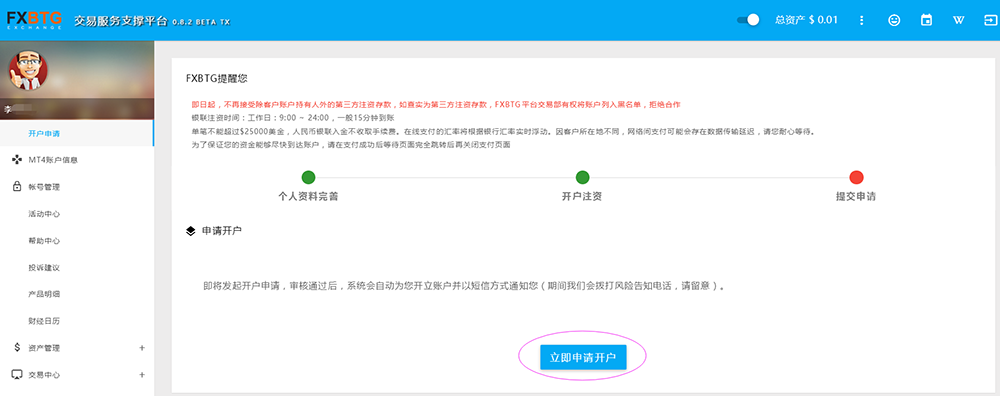 FXBTG
EXCHANGE
交易服务支撑平台 0.8.2 BETA TX
总资产 $ 0.01
W
李
开户申请
MT4账户信息
帐号管理
活动中心
帮助中心
投诉建议
产品明细
财经日历
资产管理 +
交易中心 +
FXBTG提醒您
即日起，不再接受除客户账户持有人外的第三方注资存款，如查实为第三方注资存款，FXBTG平台交易部有权将账户列入黑名单，拒绝合作
银联注资时间：工作日：9:00 ~ 24:00，一般15分钟到账
单笔不能超过$25000美金，人民币银联入金不收取手续费。在线支付的汇率将根据银行汇率实时浮动。因客户所在地不同，网络间支付可能会存在数据传输延迟，请您耐心等待。
为了保证您的资金能够尽快到达账户，请在支付成功后等待页面完全跳转后再关闭支付页面
个人资料完善
开户注资
提交申请
申请开户
即将发起开户申请，审核通过后，系统会自动为您开立账户并以短信方式通知您（期间我们会拨打风险告知电话，请留意）。
立即申请开户